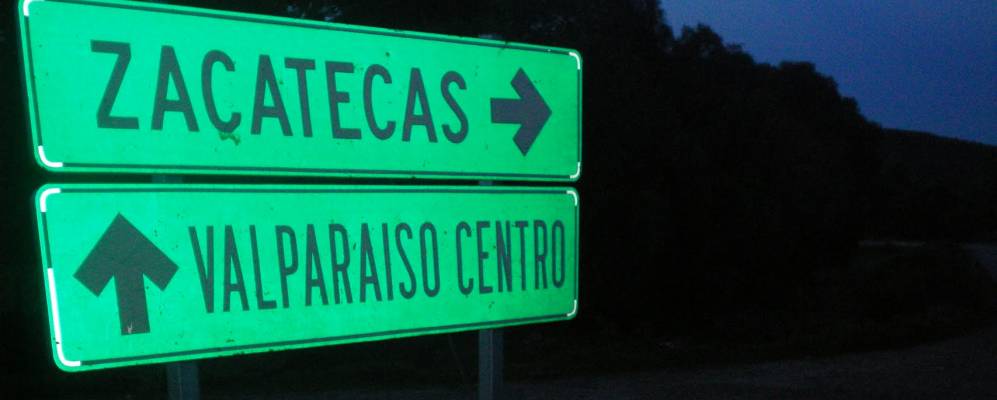 ZACATECAS
VALPARAISO CENTRO